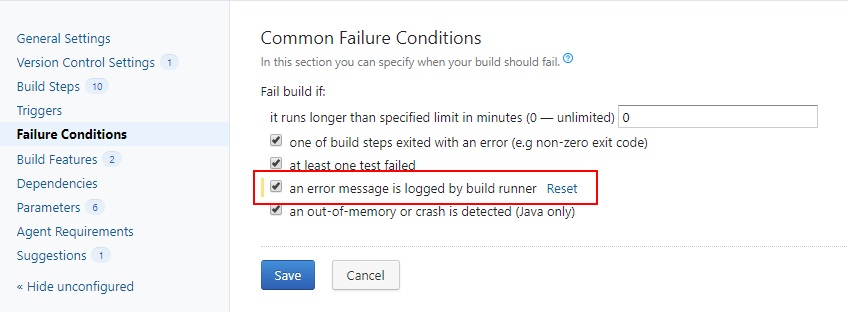 General Settings
Version Control Settings 1
Build Steps 10
Triggers
Failure Conditions
Build Features 2
Dependencies
Parameters 6
Agent Requirements
Suggestions 1
« Hide unconfigured
Common Failure Conditions
In this section you can specify when your build should fail. ?
Fail build if:
it runs longer than specified limit in minutes (0 — unlimited) 0
one of build steps exited with an error (e.g non-zero exit code)
at least one test failed
an error message is logged by build runner Reset
an out-of-memory or crash is detected (Java only)
Save Cancel